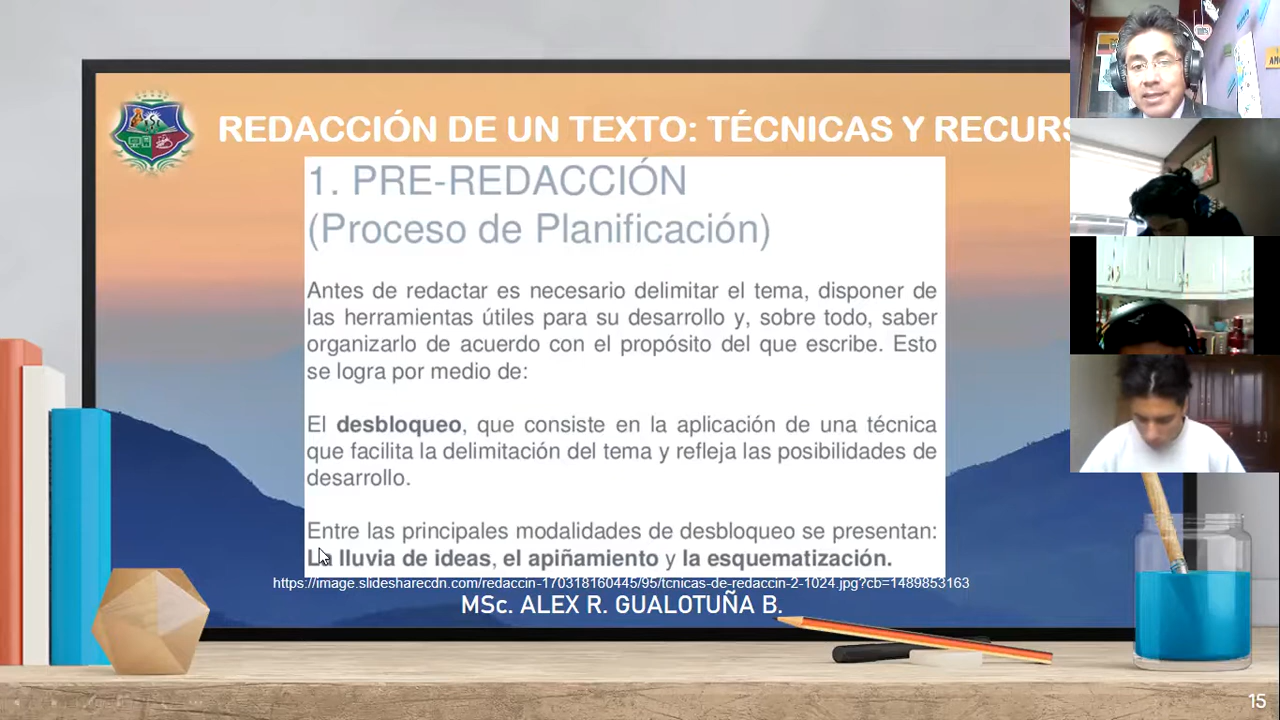 REDACCIÓN DE UN TEXTO: TÉCNICAS Y
1. PRE-REDACCIÓN
(Proceso de Planificación)
Antes de redactar es necesario delimitar el tema, disponer de
las herramientas útiles para su desarrollo y, sobre todo, saber
organizarlo de acuerdo con el propósito del que escribe. Esto
se logra por medio de:
El desbloqueo, que consiste en la aplicación de una técnica
que facilita la delimitación del tema y refleja las posibilidades de
desarrollo.
Entre las principales modalidades de desbloqueo se presentan:
La lluvia de ideas, el apiñamiento y la esquematización.
https://image.slidesharecdn.com/redaccin-170318160445/95/tcnicas-de-redaccin-2-1024.jpg?cb=1489853163
MSc. ALEX R. GUALOTUÑA B.
15